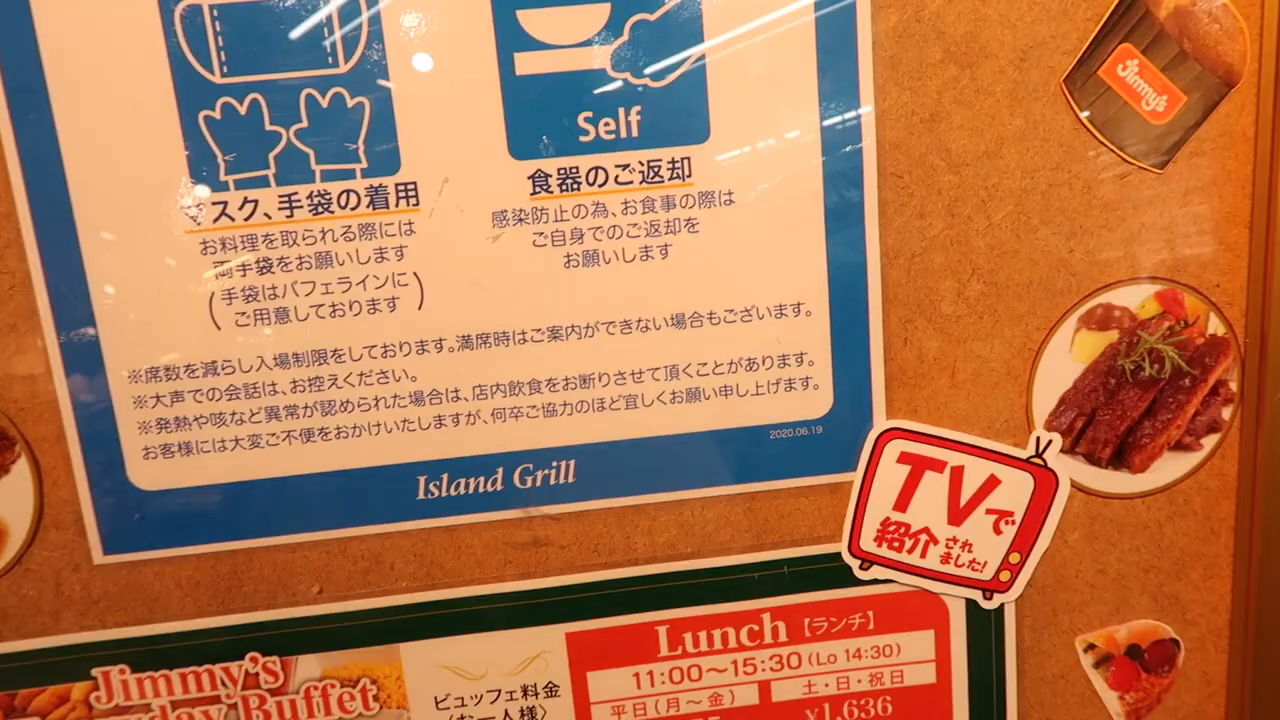 Self
マスク、手袋の着用
お料理を取られる際には
両手袋をお願いします
(手袋はバフェラインに
ご用意しております)
食器のご返却
感染防止の為、お食事の際は
ご自身でのご返却を
お願いします
※席数を減らし入場制限をしております。満席時はご案内ができない場合もございます。
※大声での会話は、お控えください。
※発熱や咳など異常が認められた場合は、店内飲食をお断りさせて頂くことがあります。
お客様には大変ご不便をおかけいたしますが、何卒ご協力のほど宜しくお願い申し上げます。
2020.06.19
Island Grill
Jimmy's
TVで
紹介されました!
Jimmy's
Buffet
ビュッフェ料金
〈お一人様〉
Lunch【ランチ】
11:00〜15:30(Lo 14:30)
平日(月〜金)
土・日・祝日
¥1,636